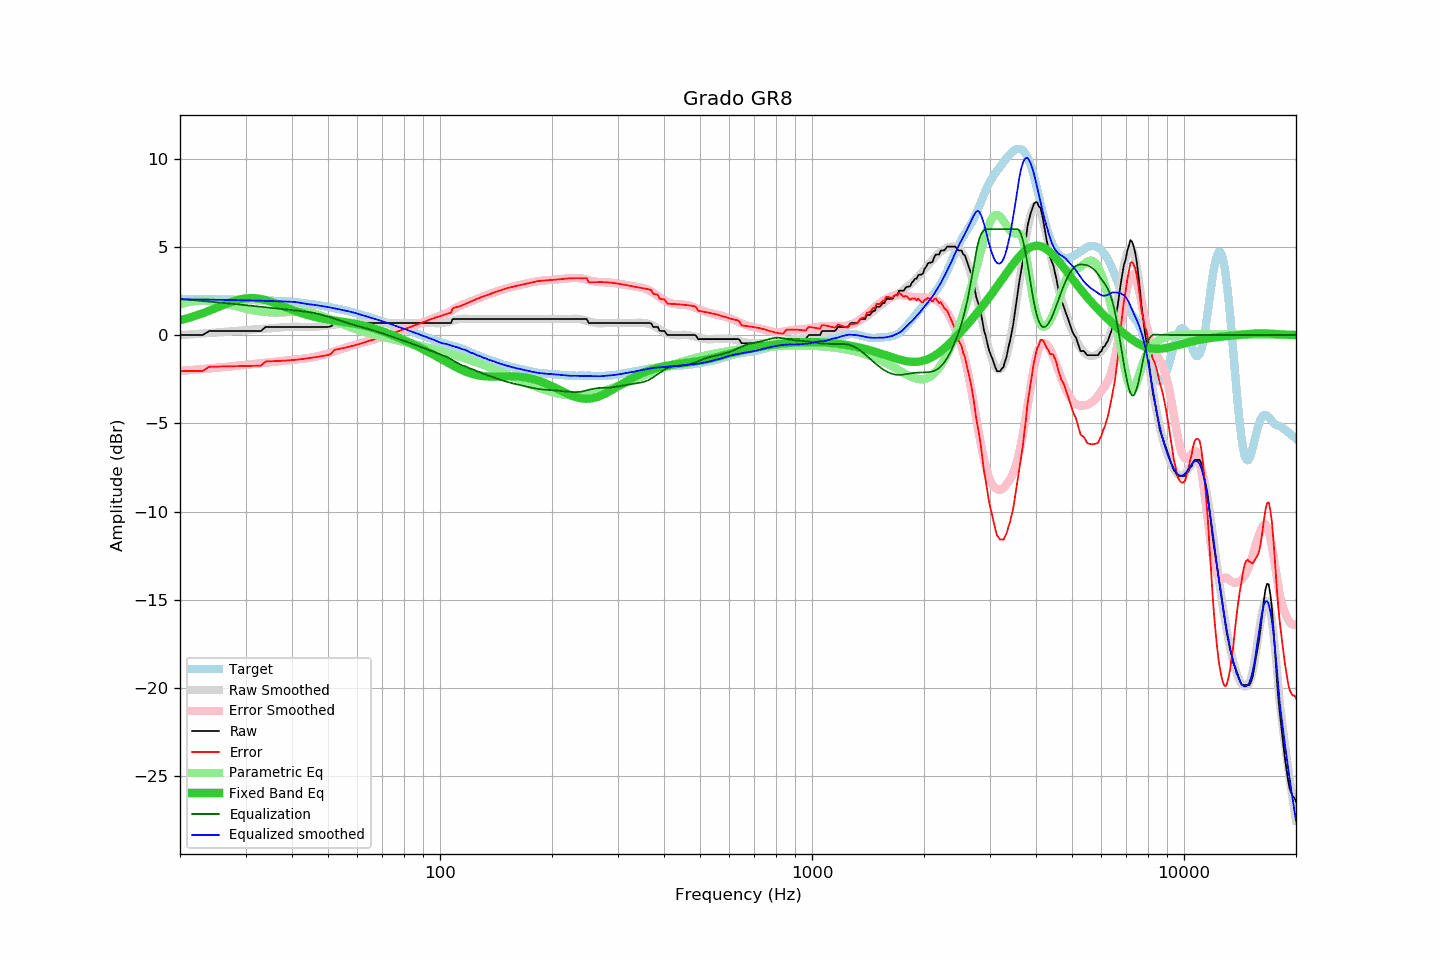 Grado GR8
10
5
0
−5
−10
−15
−20
−25
Amplitude (dBr)
Target
Raw Smoothed
Error Smoothed
Raw
Error
Parametric Eq
Fixed Band Eq
Equalization
Equalized smoothed
100
1000
10000
Frequency (Hz)